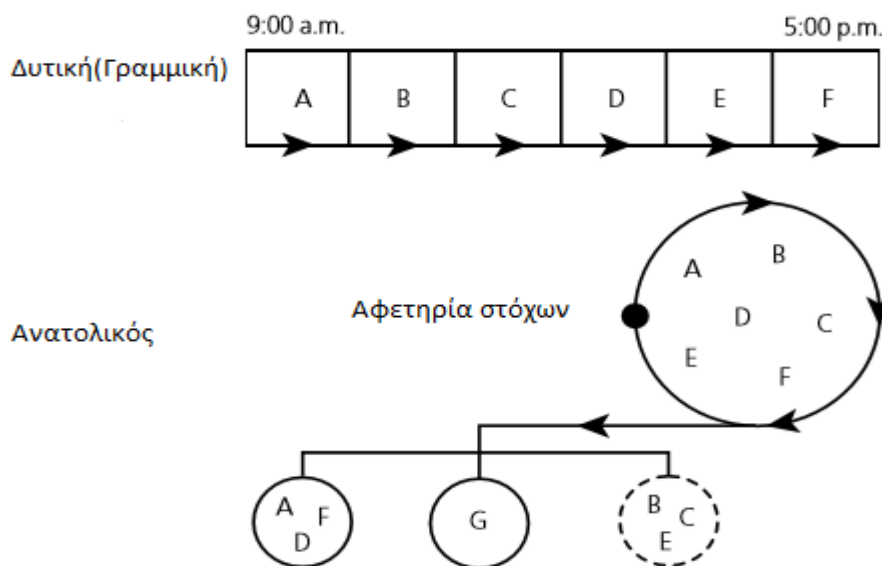 9:00 a.m. 5:00 p.m.
Δυτική(Γραμμική)
A B C D E F
A B
Αφετηρία στόχων D C
Ανατολικός
E F
A F D
G
B C E